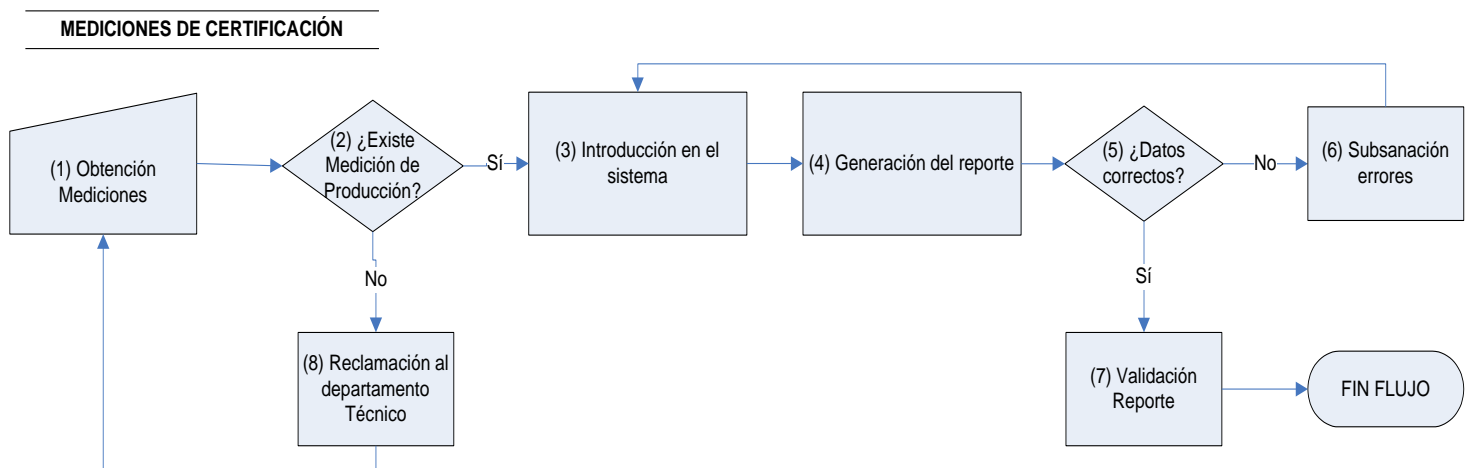 MEDICIONES DE CERTIFICACIÓN
(1) Obtención
Mediciones
(2) ¿Existe
Medición de
Producción?
Sí
(3) Introducción en el
sistema
(4) Generación del reporte
(5) ¿Datos
correctos?
No
(6) Subsanación
errores
No
Sí
(8) Reclamación al
departamento
Técnico
(7) Validación
Reporte
FIN FLUJO